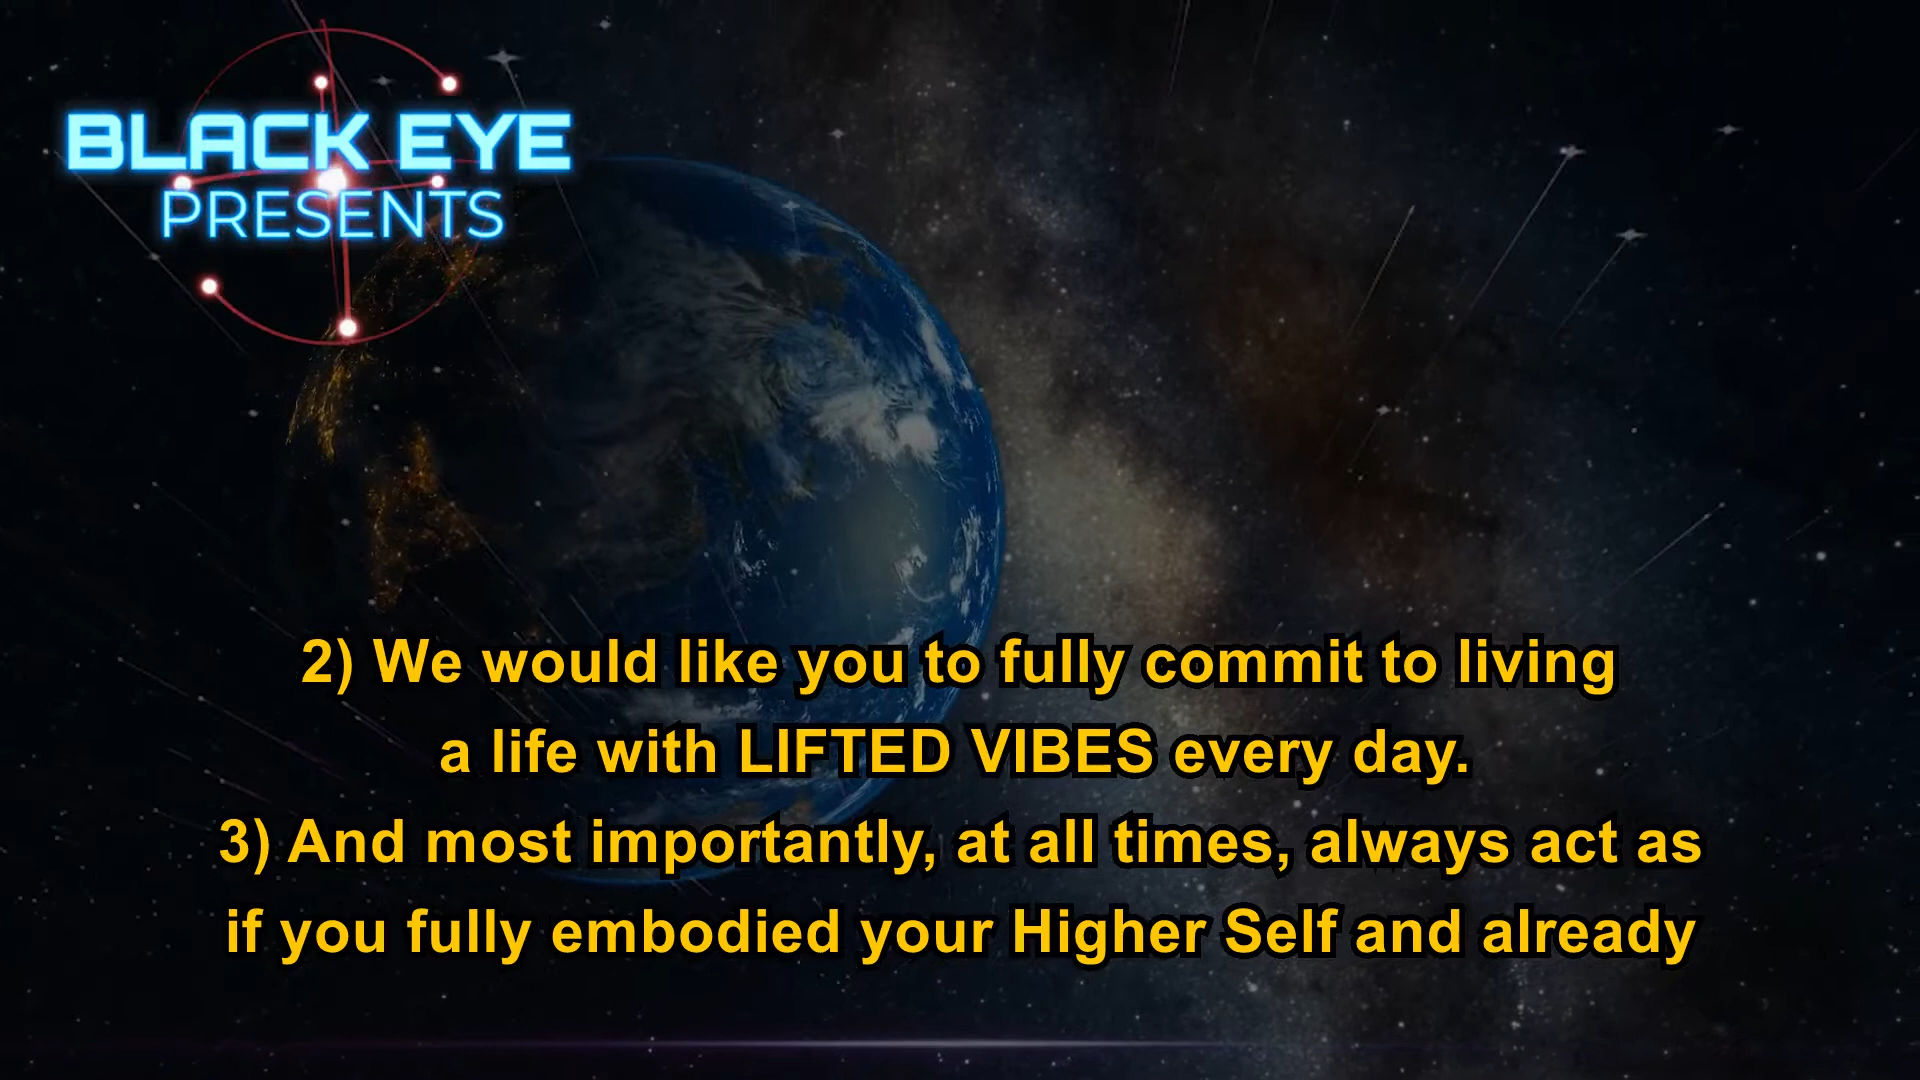 BLACK EYE
PRESENTS
2) We would like you to fully commit to living
a life with LIFTED VIBES every day.
3) And most importantly, at all times, always act as
if you fully embodied your Higher Self and already